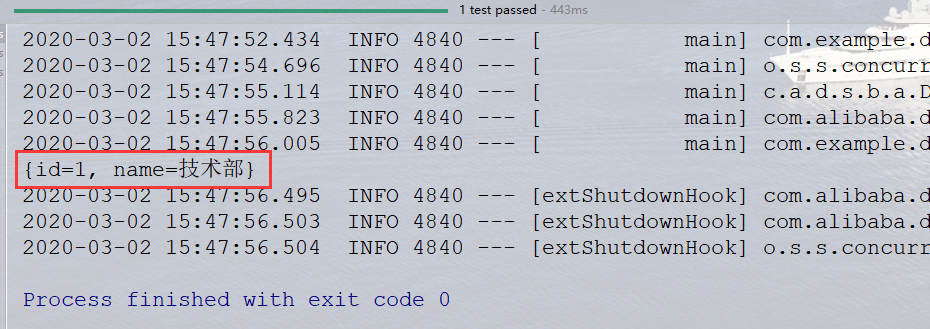 1 test passed - 443ms
2020-03-02 15:47:52.434  INFO 4840 --- [           main] com.example.d
2020-03-02 15:47:54.696  INFO 4840 --- [           main] o.s.s.concurr
2020-03-02 15:47:55.114  INFO 4840 --- [           main] c.a.d.s.b.a.D
2020-03-02 15:47:55.823  INFO 4840 --- [           main] com.alibaba.d
2020-03-02 15:47:56.005  INFO 4840 --- [           main] com.example.d
{id=1, name=技术部}
2020-03-02 15:47:56.495  INFO 4840 --- [extShutdownHook] com.alibaba.d
2020-03-02 15:47:56.503  INFO 4840 --- [extShutdownHook] com.alibaba.d
2020-03-02 15:47:56.504  INFO 4840 --- [extShutdownHook] o.s.s.concurr
Process finished with exit code 0